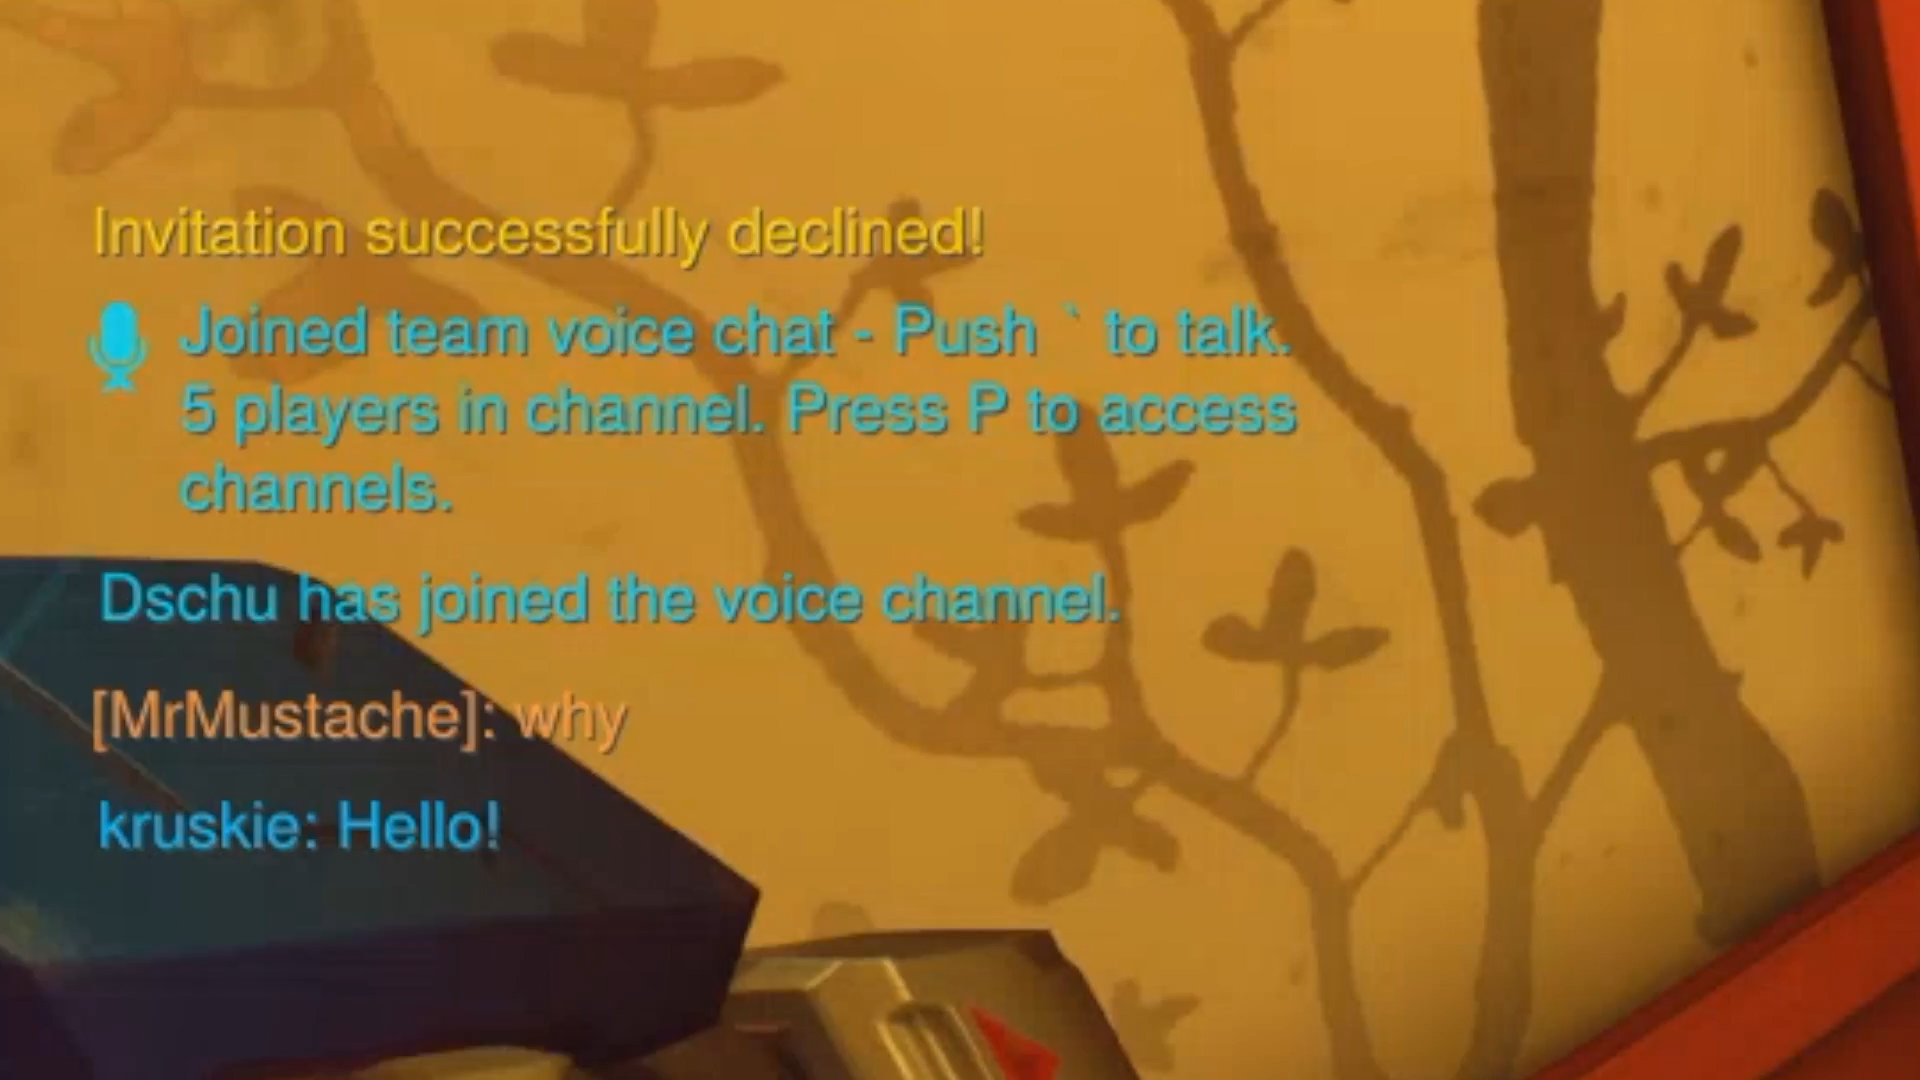 Invitation successfully declined!
Joined team voice chat - Push ` to talk.
5 players in channel. Press P to access
channels.
Dschu has joined the voice channel.
[MrMustache]: why
kruskie: Hello!